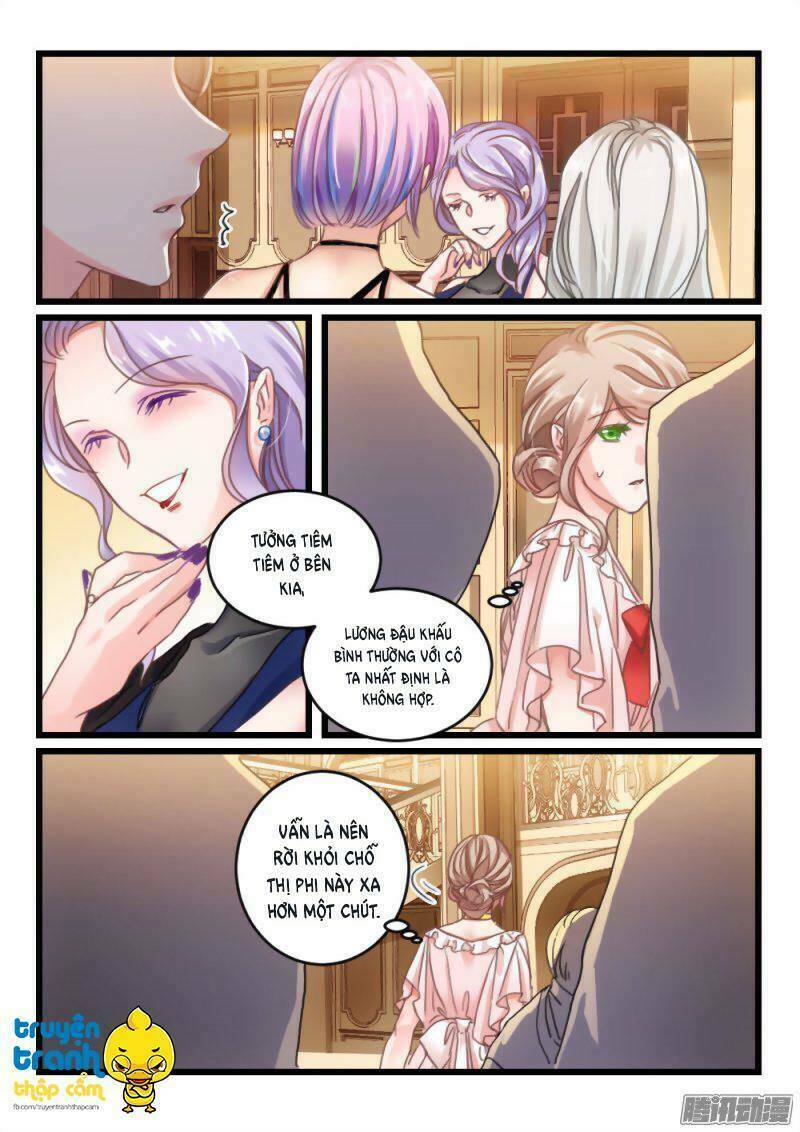 TƯỞNG TIÊM
TIÊM Ở BÊN
KIA,
LƯƠNG ĐẬU KHẤU
BÌNH THƯỜNG VỚI CÔ
TA NHẤT ĐỊNH LÀ
KHÔNG HỢP.
VẪN LÀ NÊN
RỜI KHỎI CHỖ
THỊ PHI NÀY XA
HƠN MỘT CHÚT.
truyện
tranh
thập cẩm
fb.com/truyentranhthapcam
腾讯动漫